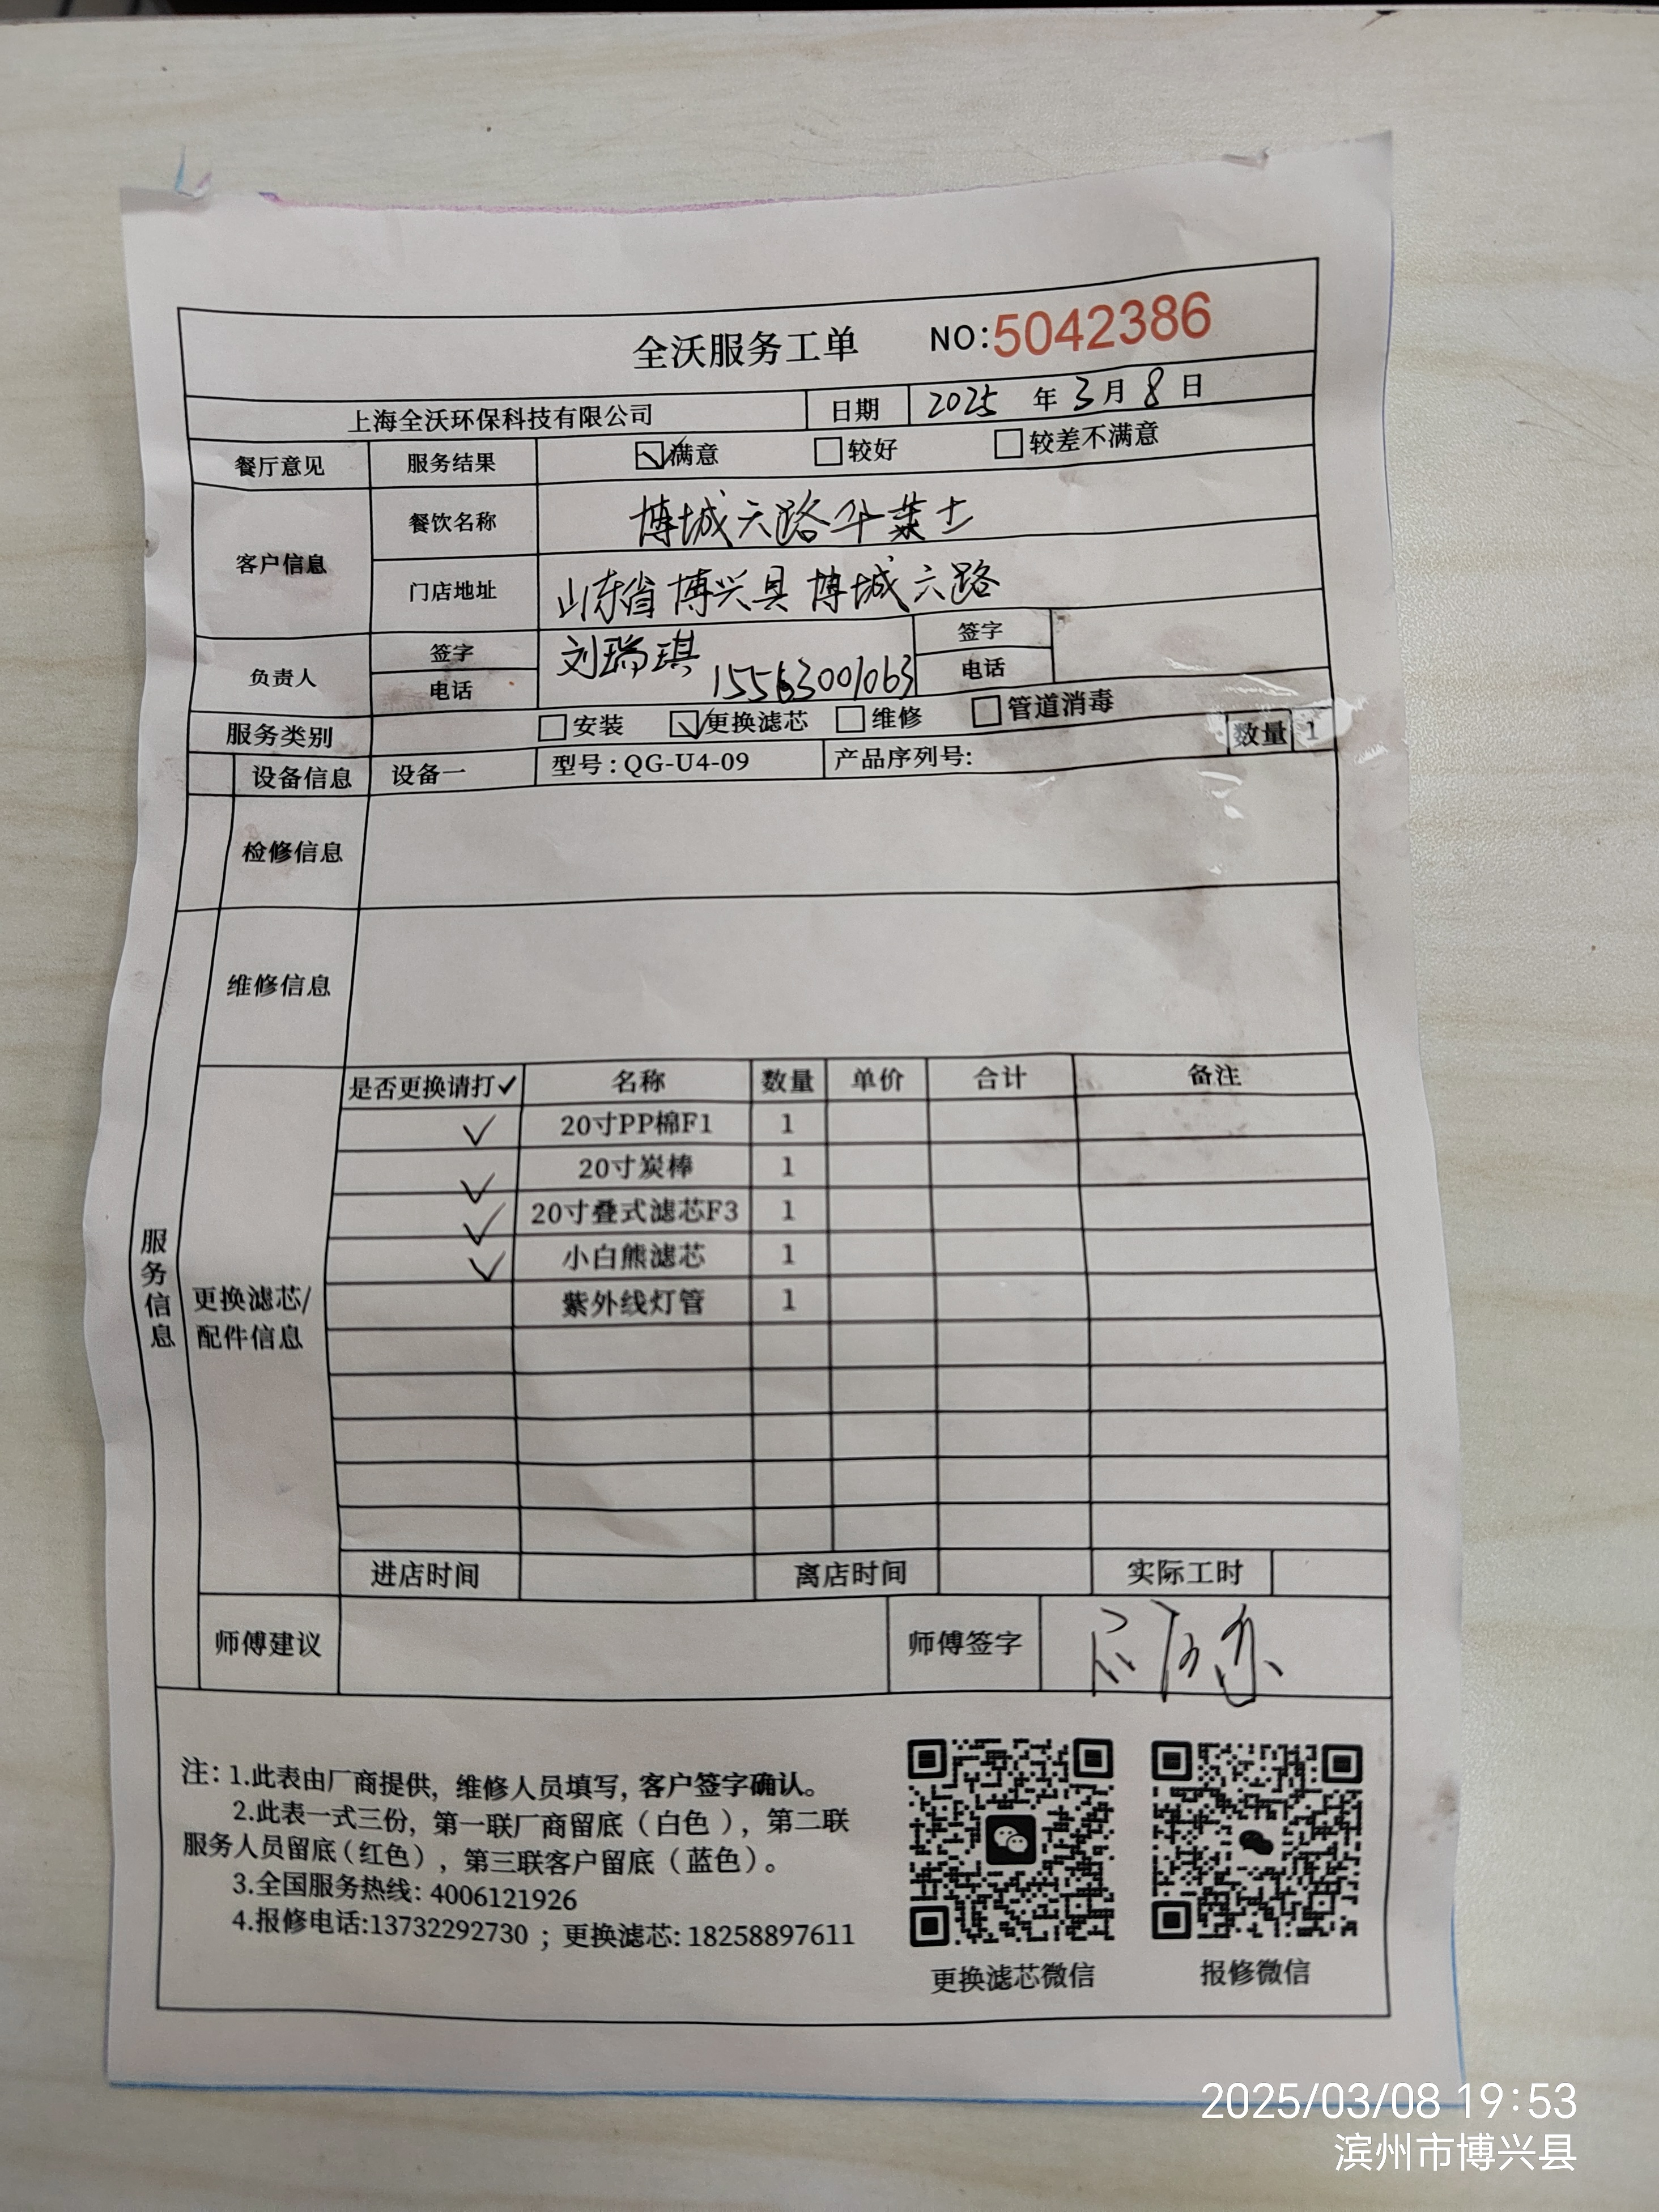 全沃服务工单 NO:5042386
上海全沃环保科技有限公司 日期 2025 年 3 月 8 日
餐厅意见 服务结果 ☑满意 □较好 □较差不满意
客户信息 餐饮名称 博城六路华莱士
门店地址 山东省博兴县博城六路
负责人 签字 刘瑞琪 签字
电话 15563001063 电话
服务类别 □安装 ☑更换滤芯 □维修 □管道消毒
设备信息 设备一 型号:QG-U4-09 产品序列号: 数量 1
检修信息
维修信息
服务信息
更换滤芯/
配件信息
是否更换请打✓ 名称 数量 单价 合计 备注
✓ 20寸PP棉F1 1
✓ 20寸炭棒 1
✓ 20寸叠式滤芯F3 1
✓ 小白熊滤芯 1
紫外线灯管 1
进店时间 离店时间 实际工时
师傅建议 师傅签字
注:1.此表由厂商提供,维修人员填写,客户签字确认。
2.此表一式三份,第一联厂商留底(白色),第二联
服务人员留底(红色),第三联客户留底(蓝色)。
3.全国服务热线:4006121926
4.报修电话:13732292730;更换滤芯:18258897611
更换滤芯微信 报修微信
2025/03/08 19:53
滨州市博兴县